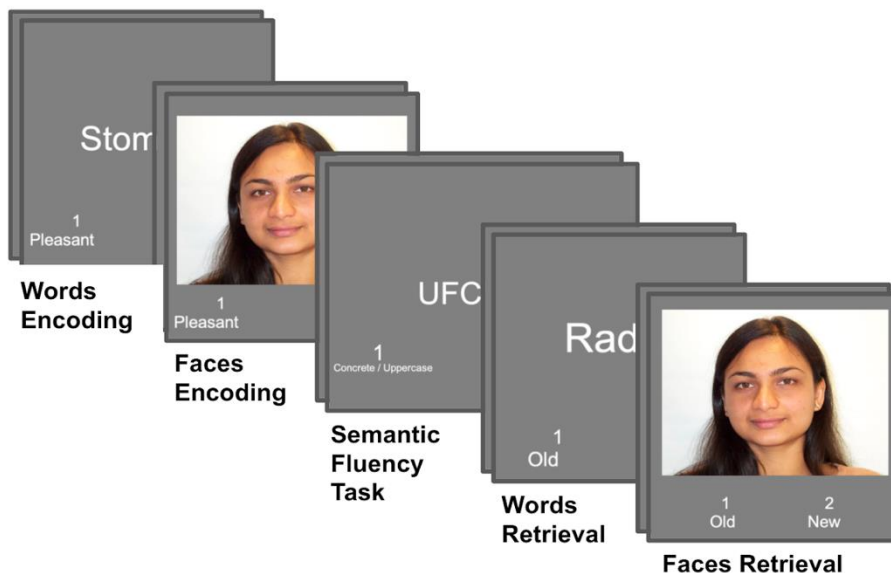 Stom
1
Pleasant
Words
Encoding
1
Pleasant
Faces
Encoding
UFC
1
Concrete / Uppercase
Semantic
Fluency
Task
Rad
1
Old
Words
Retrieval
1 2
Old New
Faces Retrieval